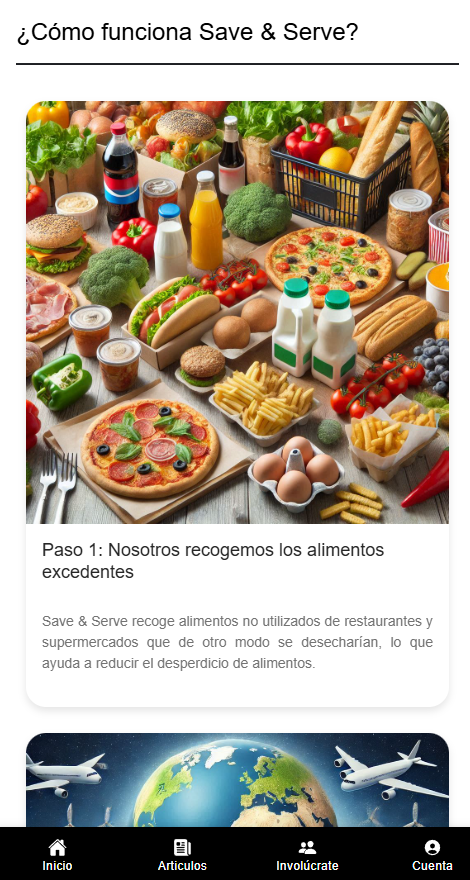 ¿Cómo funciona Save & Serve?
Paso 1: Nosotros recogemos los alimentos
excedentes
Save & Serve recoge alimentos no utilizados de restaurantes y
supermercados que de otro modo se desecharían, lo que
ayuda a reducir el desperdicio de alimentos.
Inicio
Articulos
Involúcrate
Cuenta